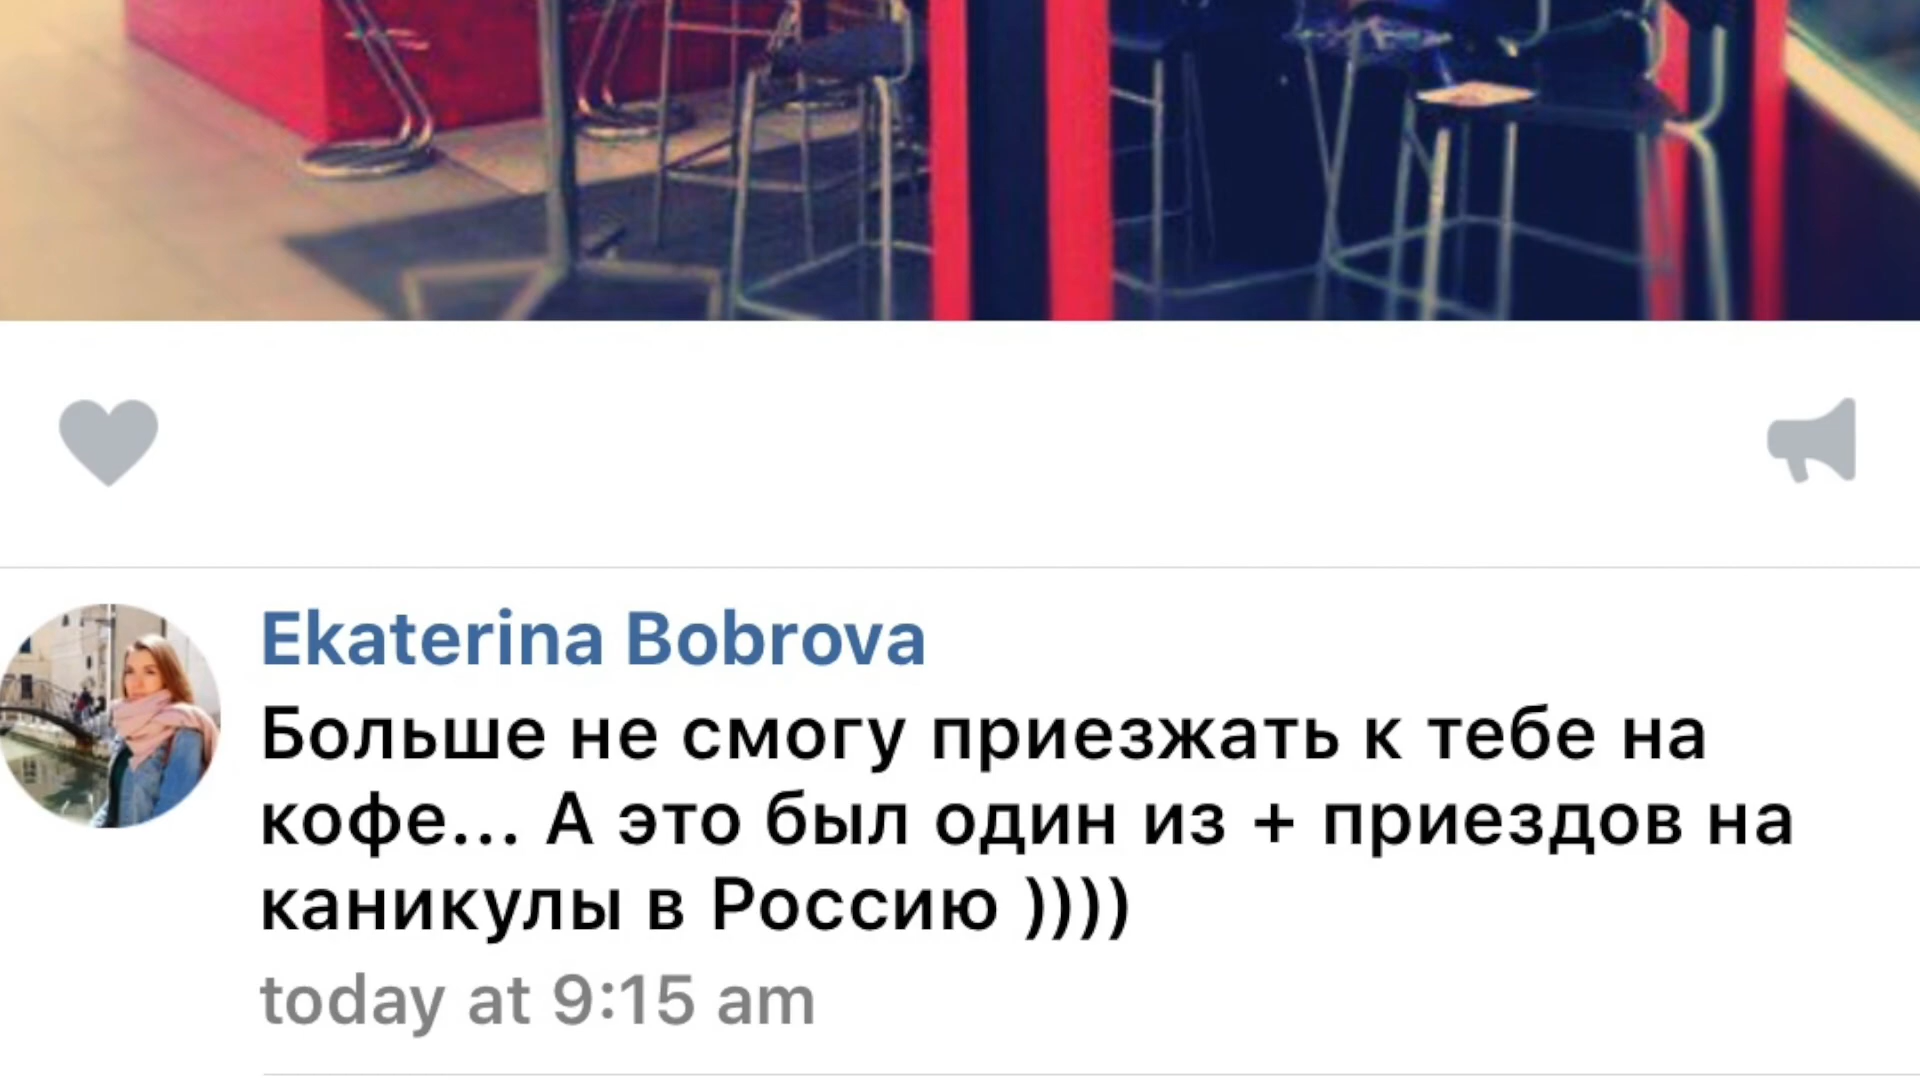 Ekaterina Bobrova
Больше не смогу приезжать к тебе на
кофе... А это был один из + приездов на
каникулы в Россию ))))
today at 9:15 am